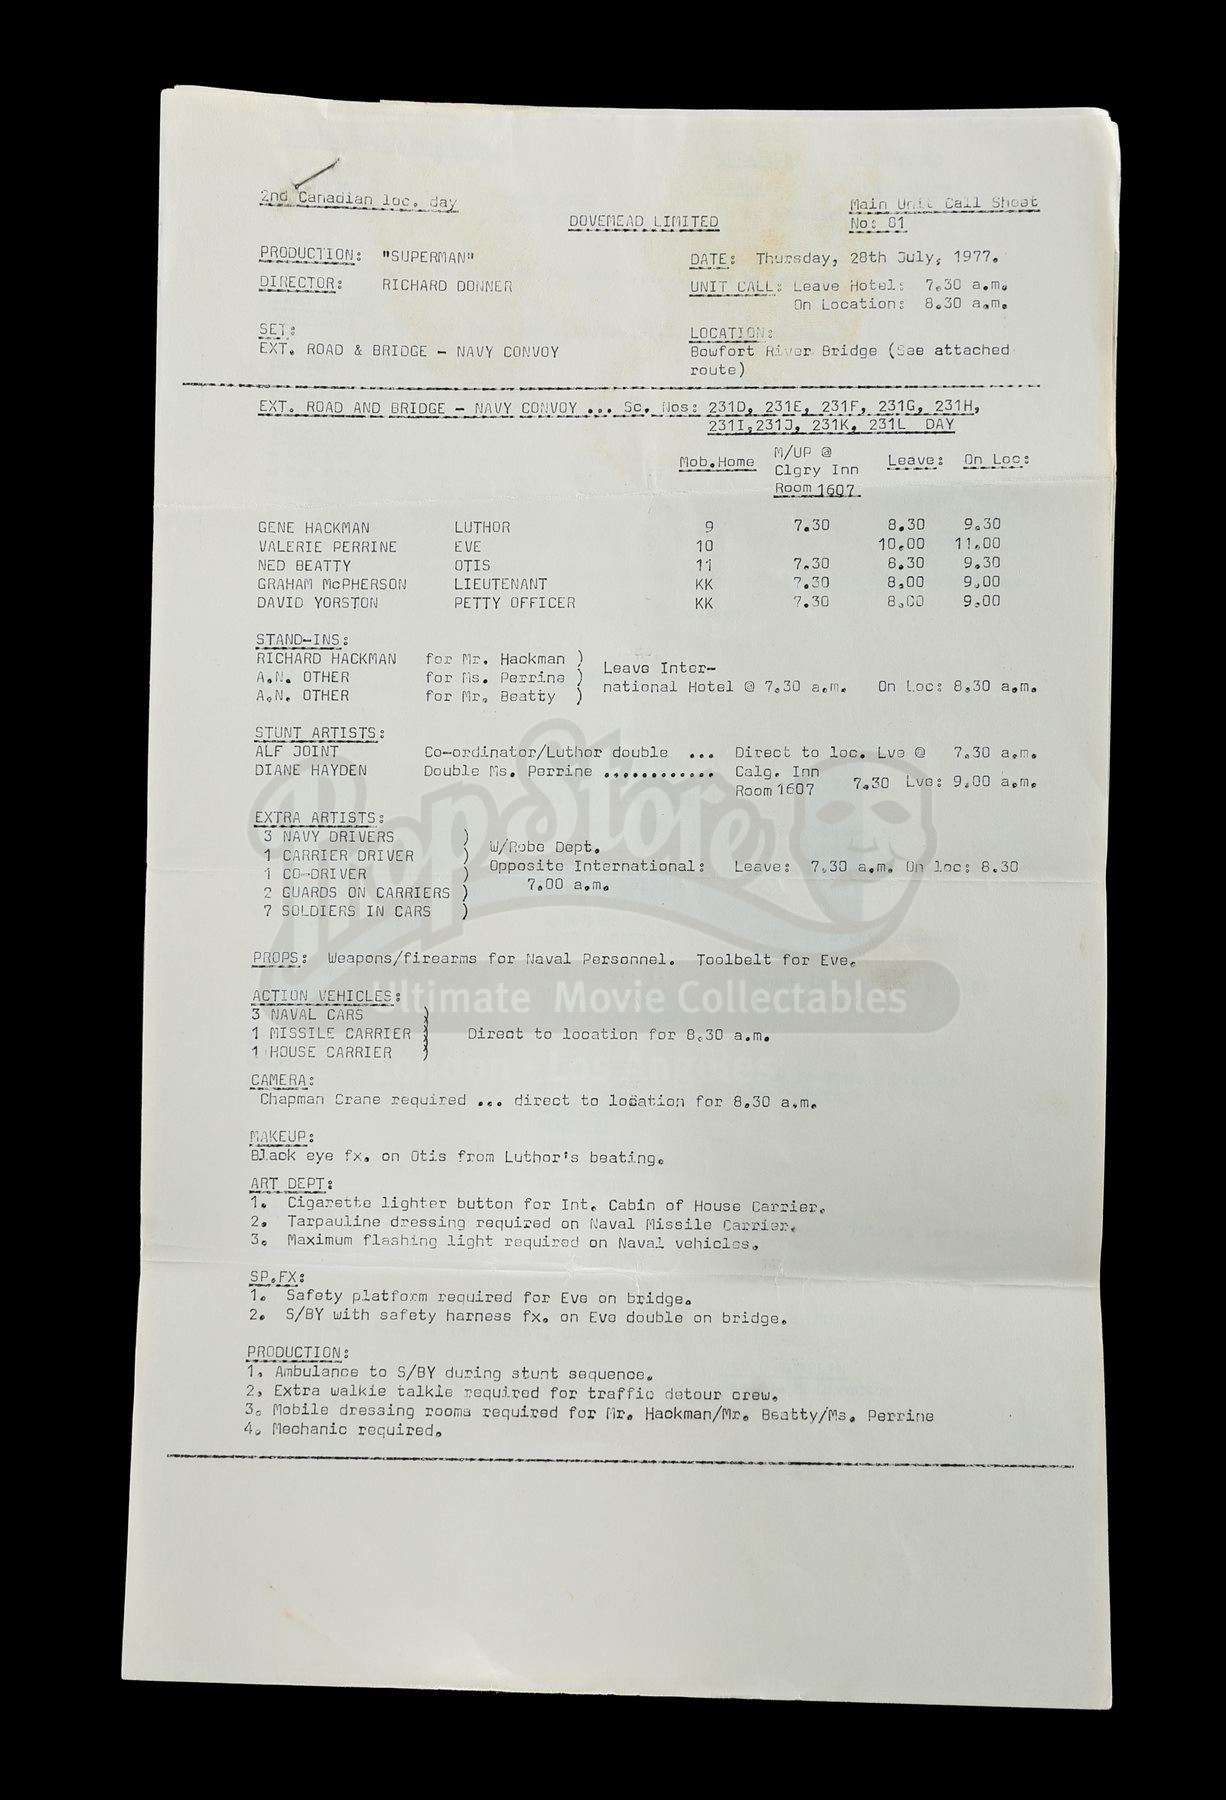 2nd Canadian loc. day
Main Unit Call Sheet
DOVEMEAD LIMITED
No: 81
PRODUCTION: "SUPERMAN"
DATE: Thursday, 28th July, 1977.
DIRECTOR: RICHARD DONNER
UNIT CALL: Leave Hotel: 7.30 a.m.
On Location: 8.30 a.m.
SET:
LOCATION:
EXT. ROAD & BRIDGE - NAVY CONVOY
Bowfort River Bridge (See attached
route)
EXT. ROAD AND BRIDGE - NAVY CONVOY ... Sc. Nos: 231D, 231E, 231F, 231G, 231H,
231I, 231J, 231K, 231L DAY
Mob.Home M/UP @ Leave: On Loc:
Clgry Inn
Room 1607
GENE HACKMAN LUTHOR 9 7.30 8.30 9.30
VALERIE PERRINE EVE 10 10.00 11.00
NED BEATTY OTIS 11 7.30 8.30 9.30
GRAHAM McPHERSON LIEUTENANT KK 7.30 8.00 9.00
DAVID YORSTON PETTY OFFICER KK 7.30 8.00 9.00
STAND-INS:
RICHARD HACKMAN for Mr. Hackman ) Leave Inter-
A.N. OTHER for Ms. Perrine ) national Hotel @ 7.30 a.m. On Loc: 8.30 a.m.
A.N. OTHER for Mr. Beatty )
STUNT ARTISTS:
ALF JOINT Co-ordinator/Luthor double ... Direct to loc. Lve @ 7.30 a.m.
DIANE HAYDEN Double Ms. Perrine ............ Calg. Inn
Room 1607 7.30 Lve: 9.00 a.m.
EXTRA ARTISTS:
3 NAVY DRIVERS )
1 CARRIER DRIVER ) W/Robe Dept.
1 CO-DRIVER ) Opposite International: Leave: 7.30 a.m. On loc: 8.30
2 GUARDS ON CARRIERS ) 7.00 a.m.
7 SOLDIERS IN CARS )
PROPS: Weapons/firearms for Naval Personnel. Toolbelt for Eve.
ACTION VEHICLES:
3 NAVAL CARS )
1 MISSILE CARRIER ) Direct to location for 8.30 a.m.
1 HOUSE CARRIER )
CAMERA:
Chapman Crane required ... direct to location for 8.30 a.m.
MAKEUP:
Black eye fx. on Otis from Luthor's beating.
ART DEPT:
1. Cigarette lighter button for Int. Cabin of House Carrier.
2. Tarpauline dressing required on Naval Missile Carrier.
3. Maximum flashing light required on Naval vehicles.
SP.FX:
1. Safety platform required for Eve on bridge.
2. S/BY with safety harness fx. on Eve double on bridge.
PRODUCTION:
1. Ambulance to S/BY during stunt sequence.
2. Extra walkie talkie required for traffic detour crew.
3. Mobile dressing rooms required for Mr. Hackman/Mr. Beatty/Ms. Perrine
4. Mechanic required.
PropStore
Ultimate Movie Collectables
London Los Angeles